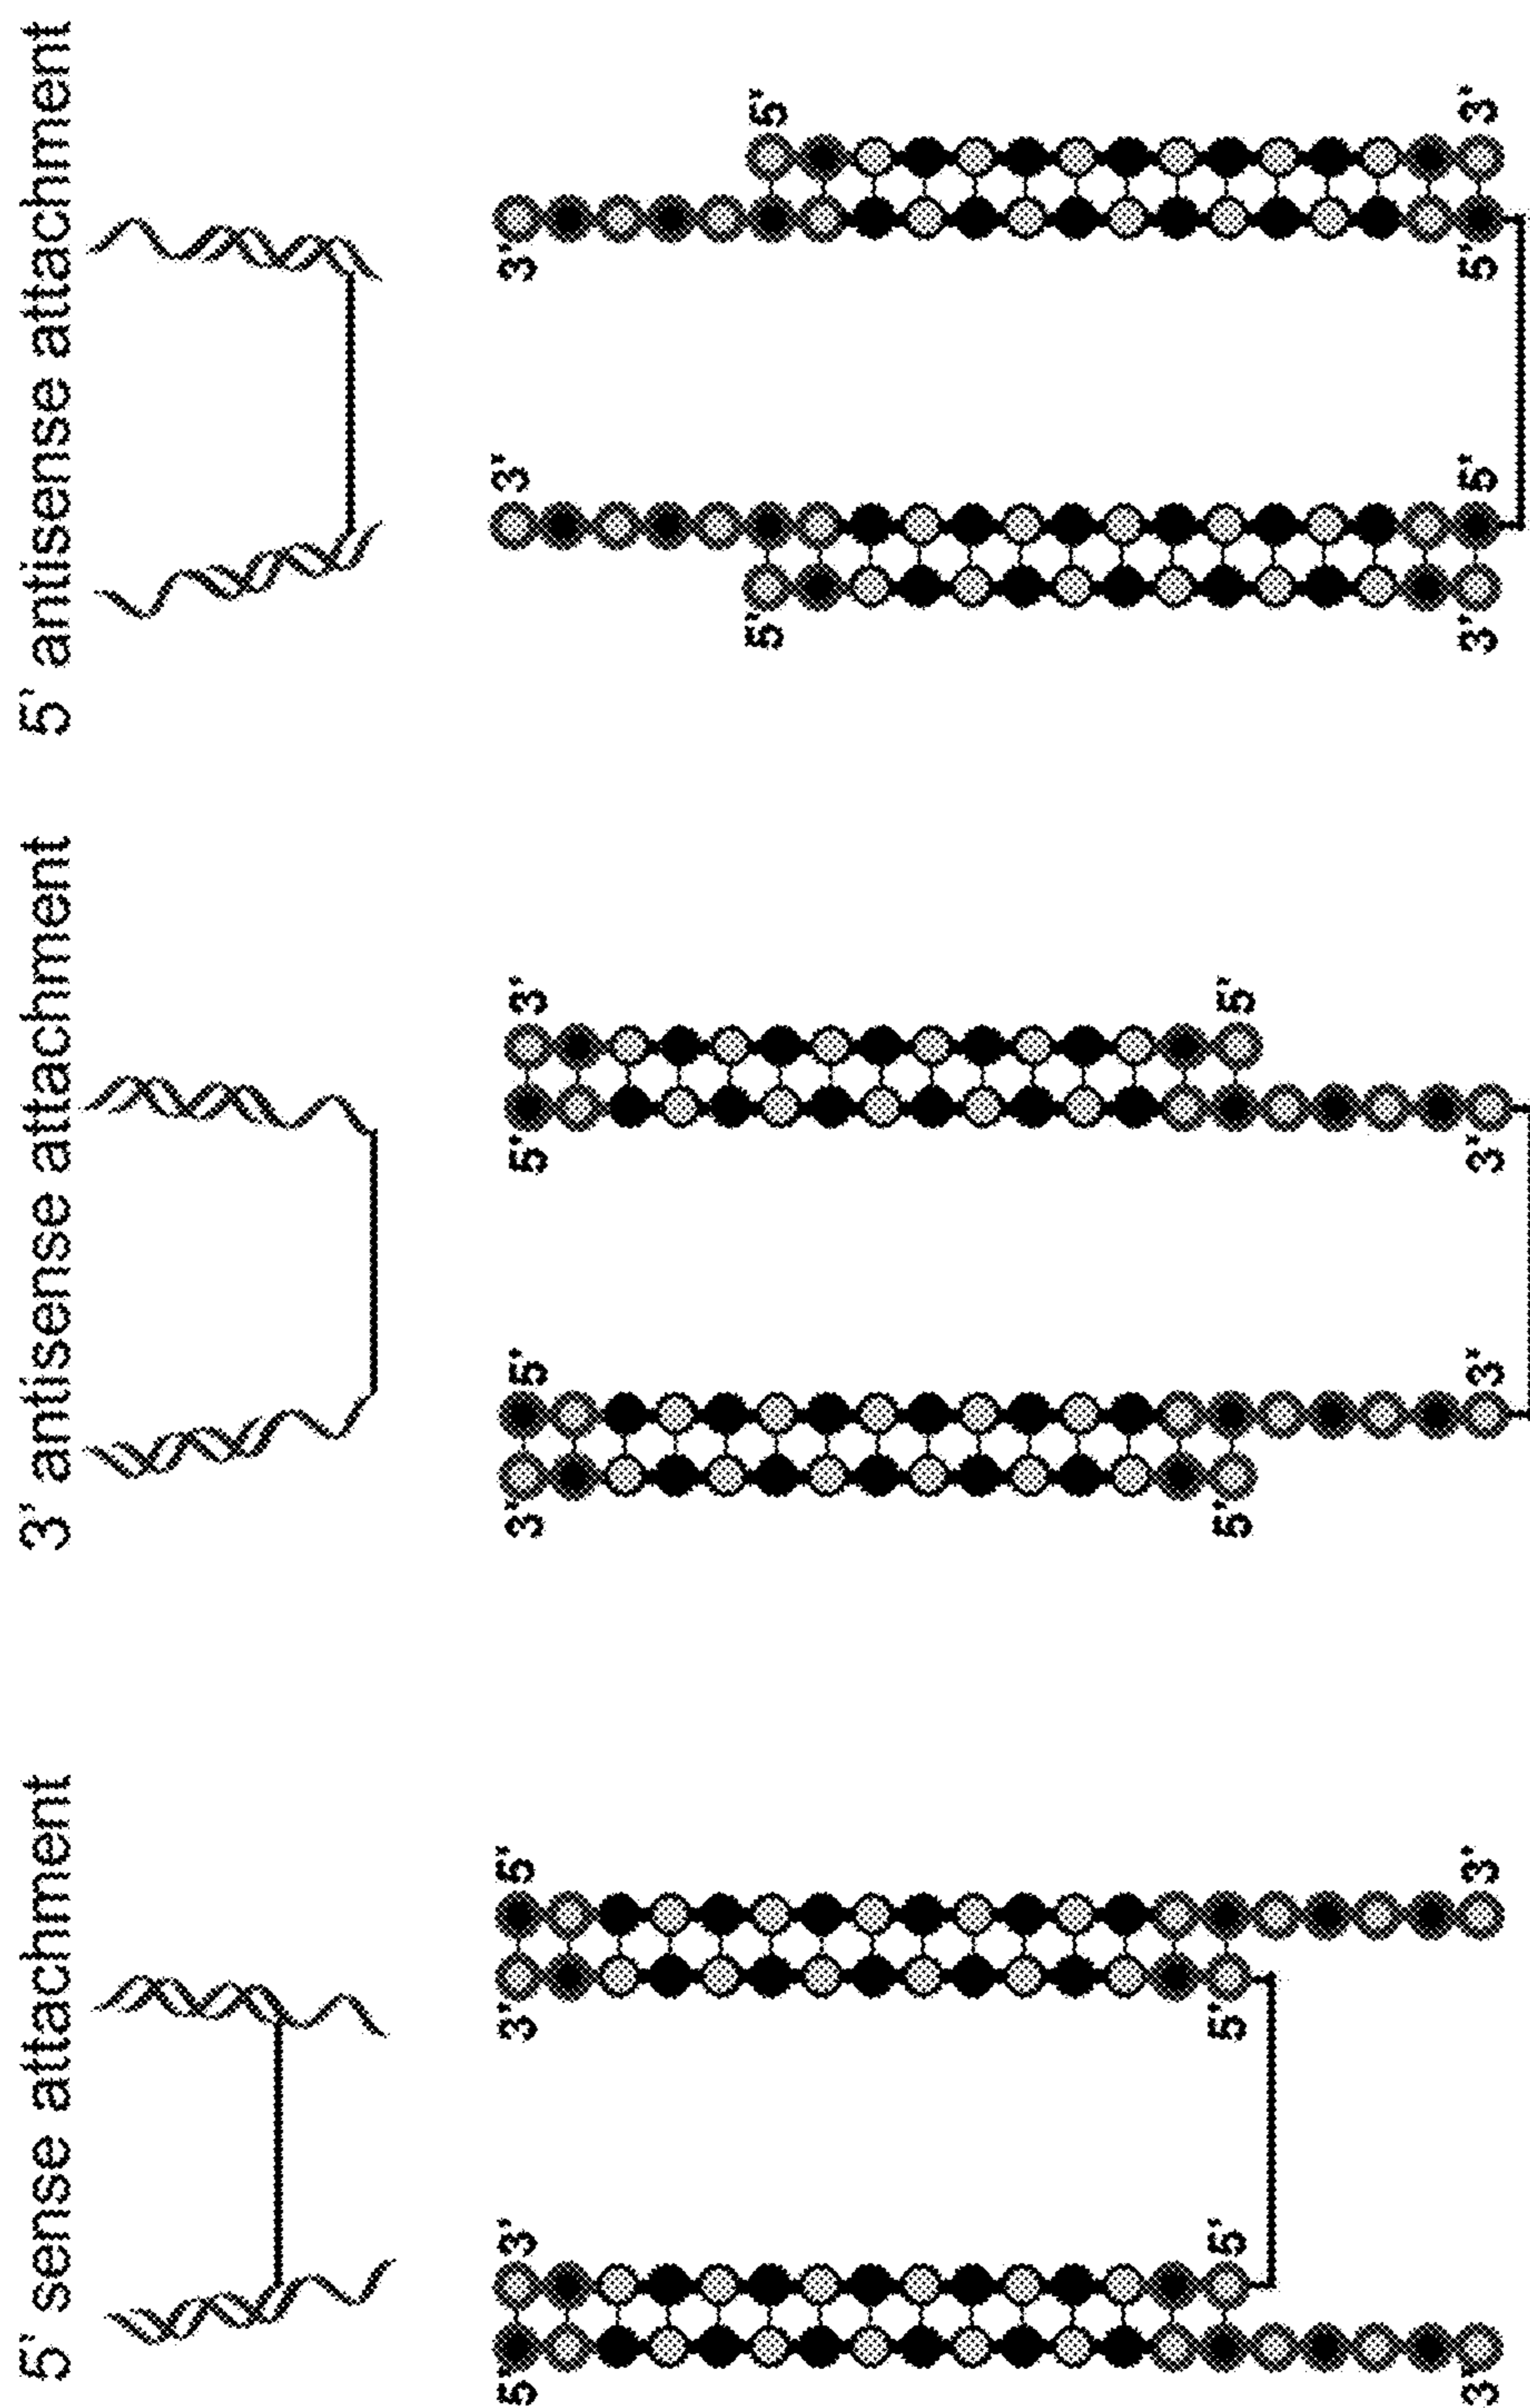 5' sense attachment
5' 3' 3' 5'
5' 5'
3' 3'
3' antisense attachment
3' 5' 5' 3'
5' 5'
3' 3'
5' antisense attachment
3' 3'
5' 5'
3' 5' 5' 3'